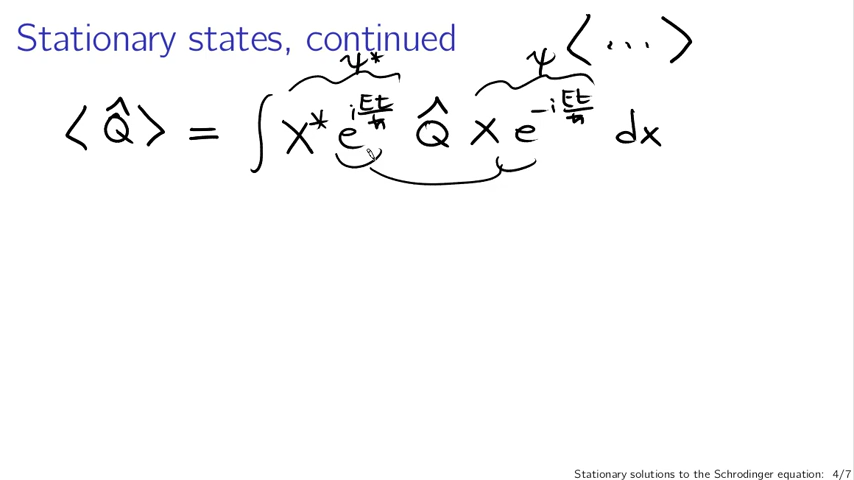 Stationary states, continued
⟨...⟩
ψ* ψ
⟨Q̂⟩ = ∫ X* e^{iEt/ħ} Q̂ X e^{-iEt/ħ} dx
Stationary solutions to the Schrodinger equation: 4/7